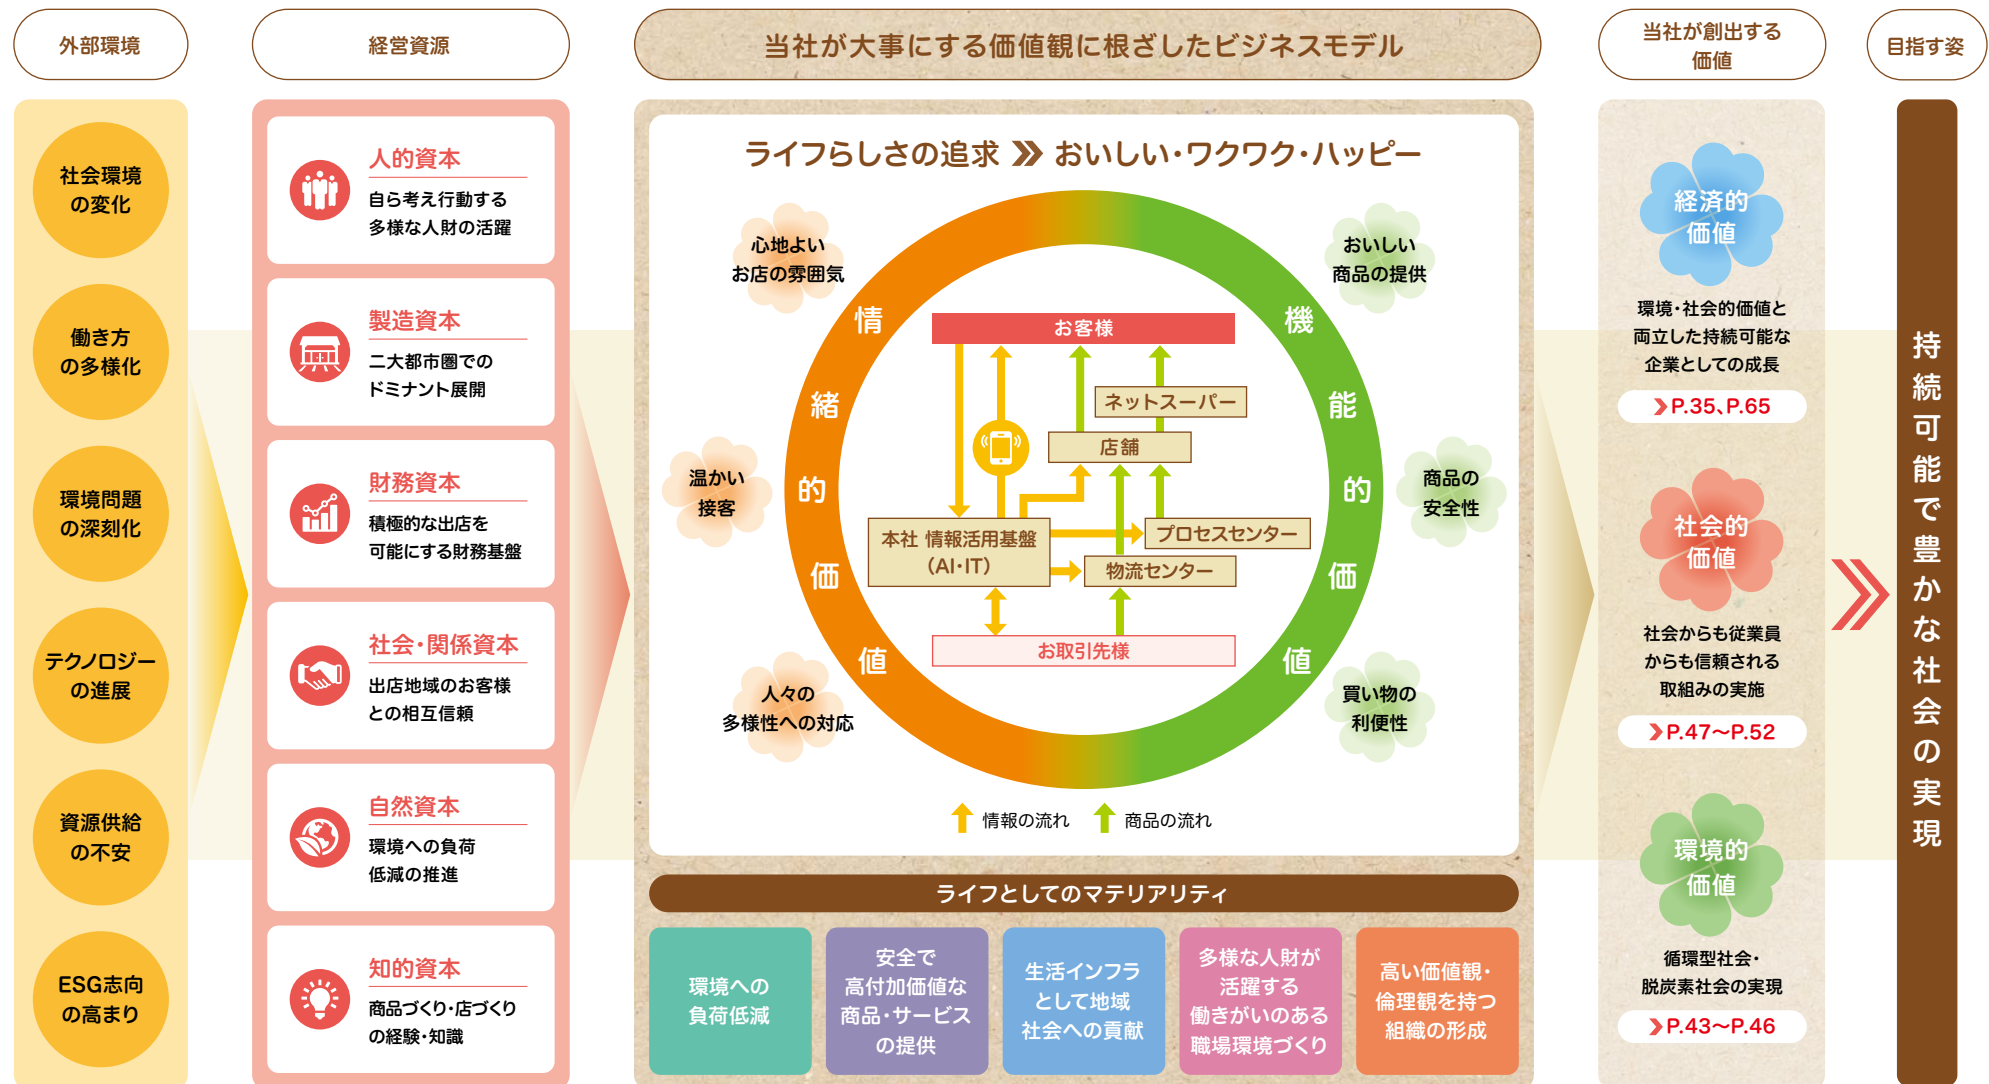 外部環境
社会環境
の変化
働き方
の多様化
環境問題
の深刻化
テクノロジー
の進展
資源供給
の不安
ESG志向
の高まり
経営資源
人的資本
自ら考え行動する
多様な人財の活躍
製造資本
二大都市圏での
ドミナント展開
財務資本
積極的な出店を
可能にする財務基盤
社会・関係資本
出店地域のお客様
との相互信頼
自然資本
環境への負荷
低減の推進
知的資本
商品づくり・店づくり
の経験・知識
当社が大事にする価値観に根ざしたビジネスモデル
ライフらしさの追求 おいしい・ワクワク・ハッピー
心地よい
お店の雰囲気
温かい
接客
人々の
多様性への対応
情緒的価値
お客様
ネットスーパー
店舗
本社 情報活用基盤
（AI・IT）
プロセスセンター
物流センター
お取引先様
機能的価値
おいしい
商品の提供
商品の
安全性
買い物の
利便性
情報の流れ
商品の流れ
ライフとしてのマテリアリティ
環境への
負荷低減
安全で
高付加価値な
商品・サービス
の提供
生活インフラ
として地域
社会への貢献
多様な人財が
活躍する
働きがいのある
職場環境づくり
高い価値観・
倫理観を持つ
組織の形成
当社が創出する
価値
経済的
価値
環境・社会的価値と
両立した持続可能な
企業としての成長
P.35、P.65
社会的
価値
社会からも従業員
からも信頼される
取組みの実施
P.47〜P.52
環境的
価値
循環型社会・
脱炭素社会の実現
P.43〜P.46
目指す姿
持続可能で豊かな社会の実現